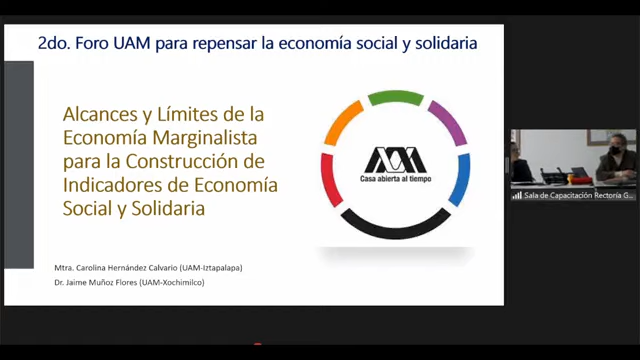 2do. Foro UAM para repensar la economía social y solidaria
Alcances y Límites de la
Economía Marginalista
para la Construcción de
Indicadores de Economía
Social y Solidaria
Casa abierta al tiempo
Mtra. Carolina Hernández Calvario (UAM-Iztapalapa)
Dr. Jaime Muñoz Flores (UAM-Xochimilco)
Sala de Capacitación Rectoría G...